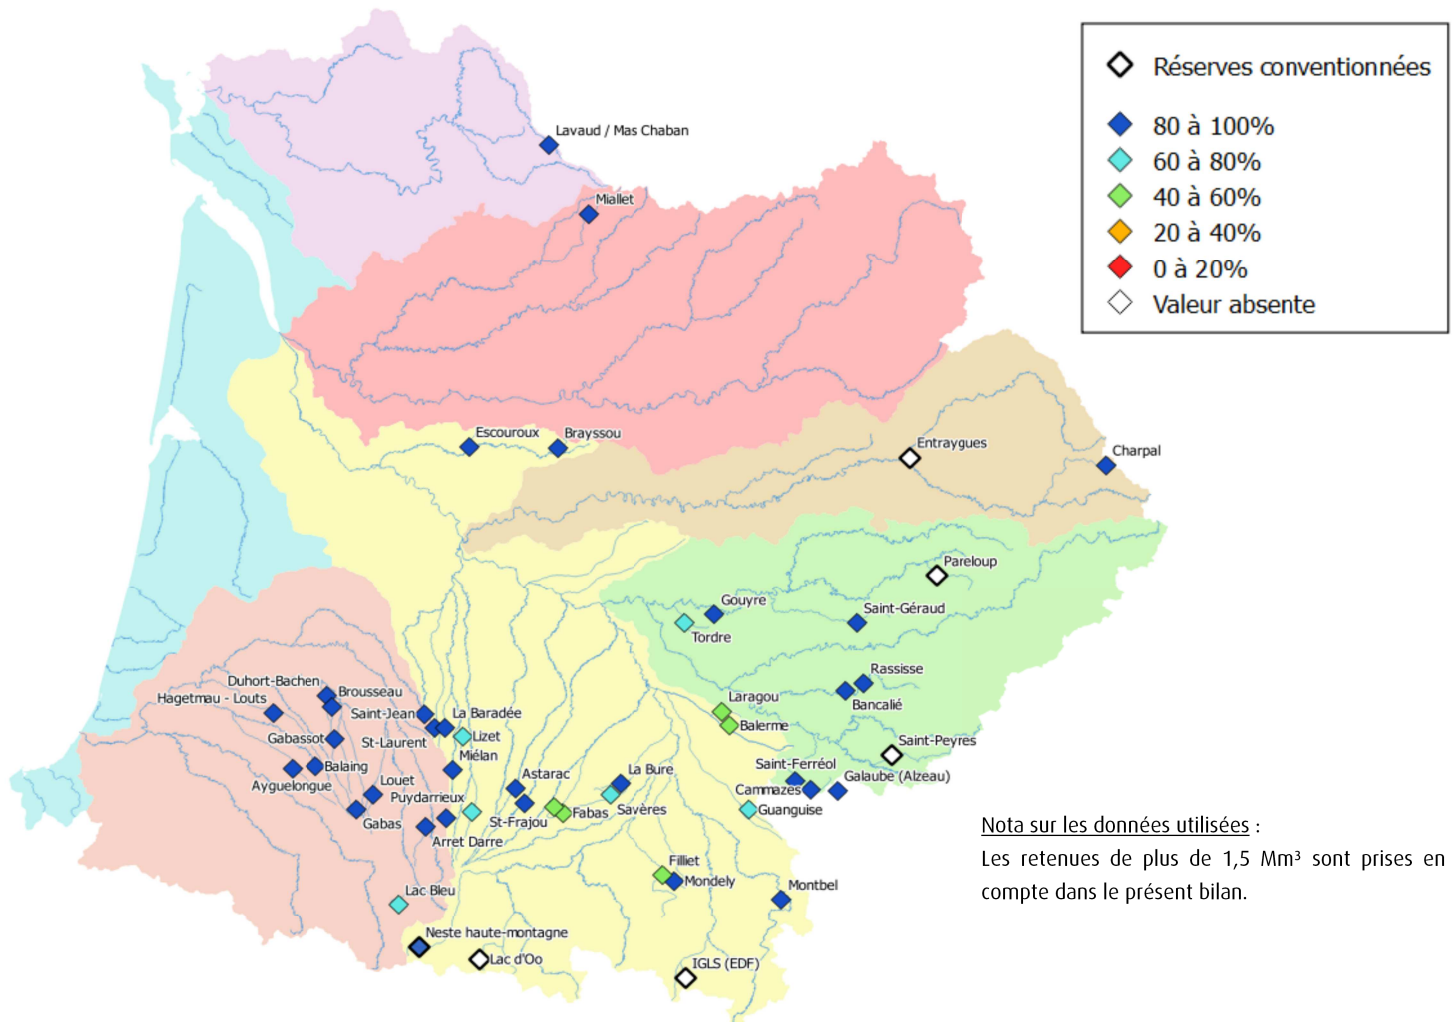 Réserves conventionnées
80 à 100%
60 à 80%
40 à 60%
20 à 40%
0 à 20%
Valeur absente
Lavaud / Mas Chaban
Miallet
Escouroux
Brayssou
Entraygues
Charpal
Pareloup
Gouyre
Saint-Géraud
Tordre
Rassisse
Duhort-Bachen
Brousseau
Hagetmau - Louts
Saint-Jean
La Baradée
Laragou
Bancalié
Balerme
Gabassot
St-Laurent
Lizet
Saint-Peyres
Miélan
Balaing
Astarac
La Bure
Saint-Ferréol
Galaube (Alzeau)
Ayguelongue
Louet
Cammazes
Puydarrieux
Savères
Guanguise
Gabas
St-Frajou
Fabas
Arret Darre
Filliet
Mondely
Montbel
Lac Bleu
Neste haute-montagne
Lac d'Oo
IGLS (EDF)
Nota sur les données utilisées :
Les retenues de plus de 1,5 Mm³ sont prises en
compte dans le présent bilan.